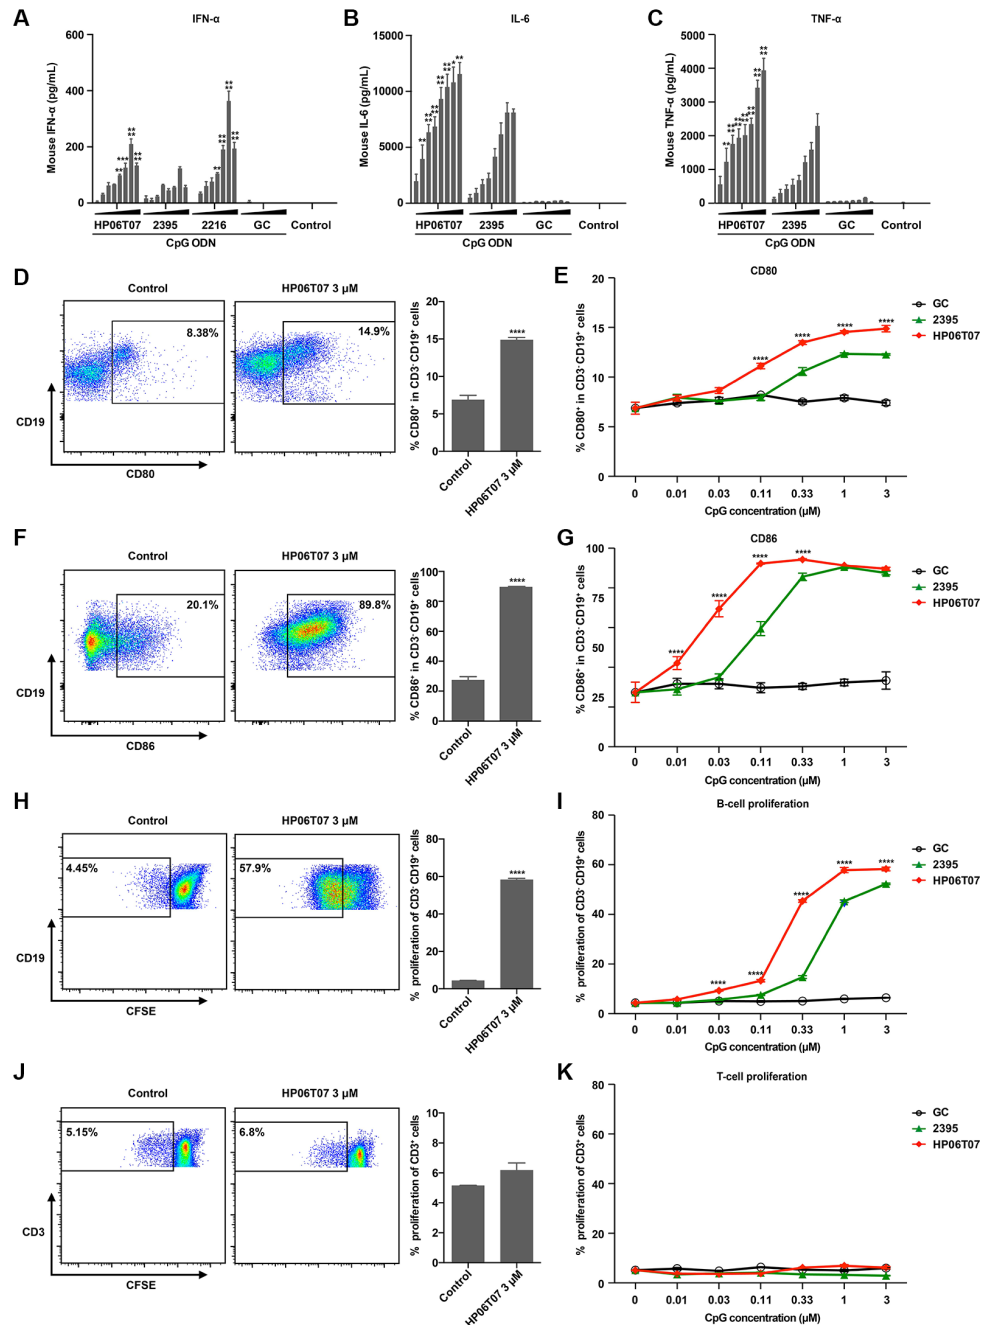 A
IFN-α
Mouse IFN-α (pg/mL)
600
400
200
0
HP06T07 2395 2216 GC Control
CpG ODN
B
IL-6
Mouse IL-6 (pg/mL)
15000
10000
5000
0
HP06T07 2395 GC Control
CpG ODN
C
TNF-α
Mouse TNF-α (pg/mL)
5000
4000
3000
2000
1000
0
HP06T07 2395 GC Control
CpG ODN
D
Control
8.38%
CD19
CD80
HP06T07 3 μM
14.9%
% CD80⁺ in CD3⁻CD19⁺ cells
20
15
10
5
0
****
Control
HP06T07 3 μM
E
CD80
% CD80⁺ in CD3⁻CD19⁺ cells
20
15
10
5
0
**** **** **** ****
0 0.01 0.03 0.11 0.33 1 3
CpG concentration (μM)
GC
2395
HP06T07
F
Control
20.1%
CD19
CD86
HP06T07 3 μM
89.8%
% CD86⁺ in CD3⁻CD19⁺ cells
100
80
60
40
20
0
****
Control
HP06T07 3 μM
G
CD86
% CD86⁺ in CD3⁻CD19⁺ cells
100
75
50
25
0
**** **** **** ****
0 0.01 0.03 0.11 0.33 1 3
CpG concentration (μM)
GC
2395
HP06T07
H
Control
4.45%
CD19
CFSE
HP06T07 3 μM
57.9%
% proliferation of CD3⁻CD19⁺ cells
80
60
40
20
0
****
Control
HP06T07 3 μM
I
B-cell proliferation
% proliferation of CD3⁻CD19⁺ cells
80
60
40
20
0
**** **** **** **** ****
0 0.01 0.03 0.11 0.33 1 3
CpG concentration (μM)
GC
2395
HP06T07
J
Control
5.15%
CD3
CFSE
HP06T07 3 μM
6.8%
% proliferation of CD3⁺ cells
10
8
6
4
2
0
Control
HP06T07 3 μM
K
T-cell proliferation
% proliferation of CD3⁺ cells
80
60
40
20
0
0 0.01 0.03 0.11 0.33 1 3
CpG concentration (μM)
GC
2395
HP06T07